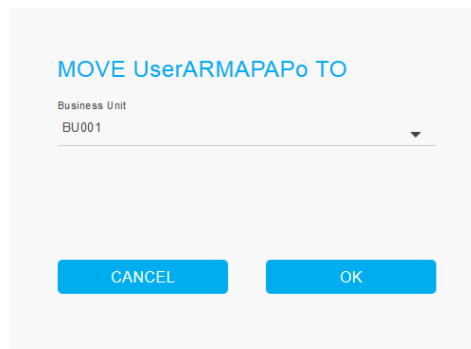 MOVE UserARMAPAPo TO
Business Unit
BU001
CANCEL
OK